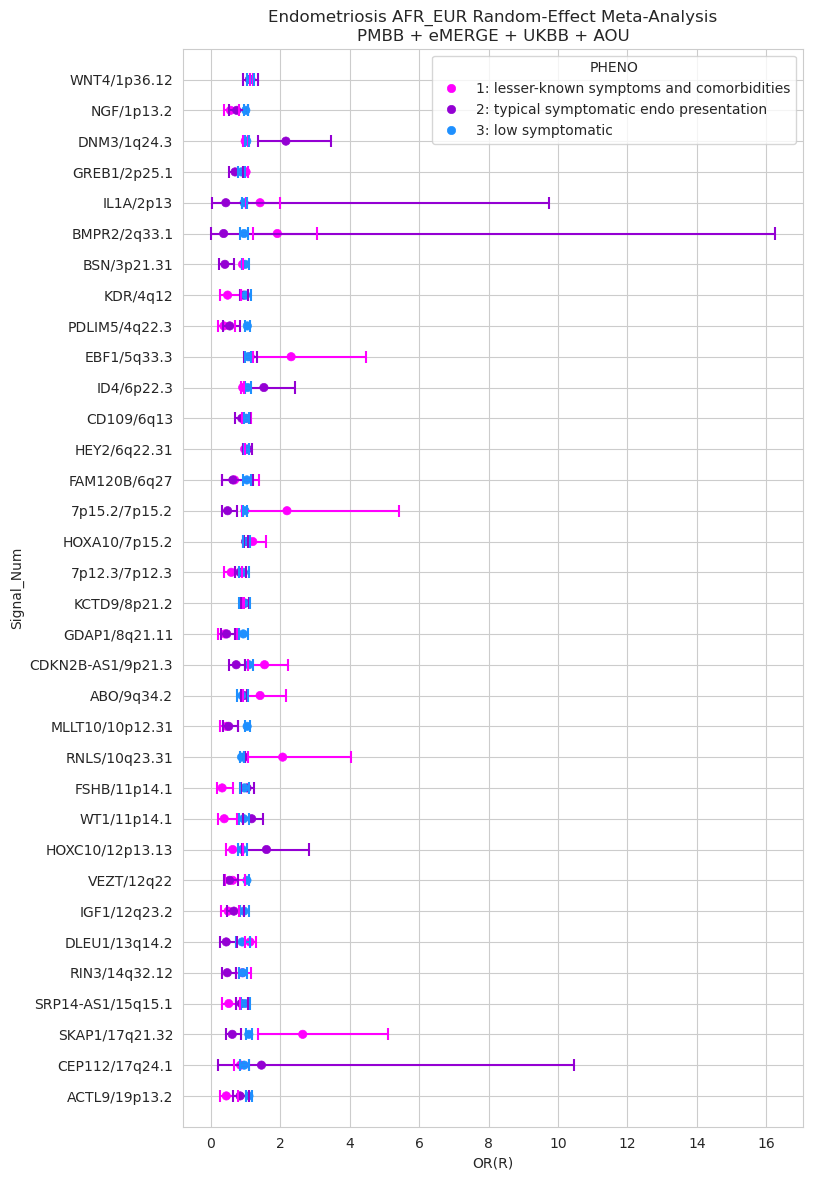 Endometriosis AFR_EUR Random-Effect Meta-Analysis
PMBB + eMERGE + UKBB + AOU
PHENO
1: lesser-known symptoms and comorbidities
2: typical symptomatic endo presentation
3: low symptomatic
Signal_Num
WNT4/1p36.12
NGF/1p13.2
DNM3/1q24.3
GREB1/2p25.1
IL1A/2p13
BMPR2/2q33.1
BSN/3p21.31
KDR/4q12
PDLIM5/4q22.3
EBF1/5q33.3
ID4/6p22.3
CD109/6q13
HEY2/6q22.31
FAM120B/6q27
7p15.2/7p15.2
HOXA10/7p15.2
7p12.3/7p12.3
KCTD9/8p21.2
GDAP1/8q21.11
CDKN2B-AS1/9p21.3
ABO/9q34.2
MLLT10/10p12.31
RNLS/10q23.31
FSHB/11p14.1
WT1/11p14.1
HOXC10/12p13.13
VEZT/12q22
IGF1/12q23.2
DLEU1/13q14.2
RIN3/14q32.12
SRP14-AS1/15q15.1
SKAP1/17q21.32
CEP112/17q24.1
ACTL9/19p13.2
0 2 4 6 8 10 12 14 16
OR(R)